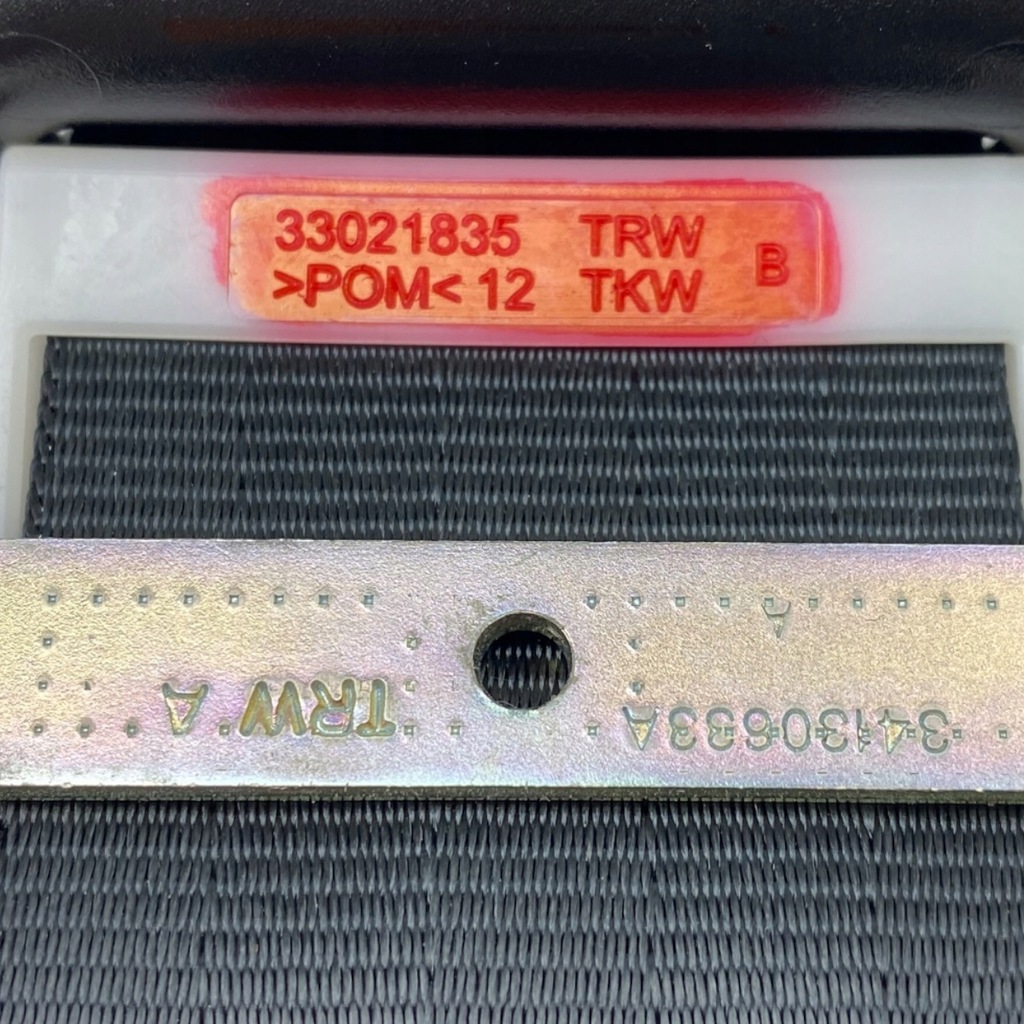 33021835 TRW
>POM< 12 TKW B
TRW A
34130633A
A